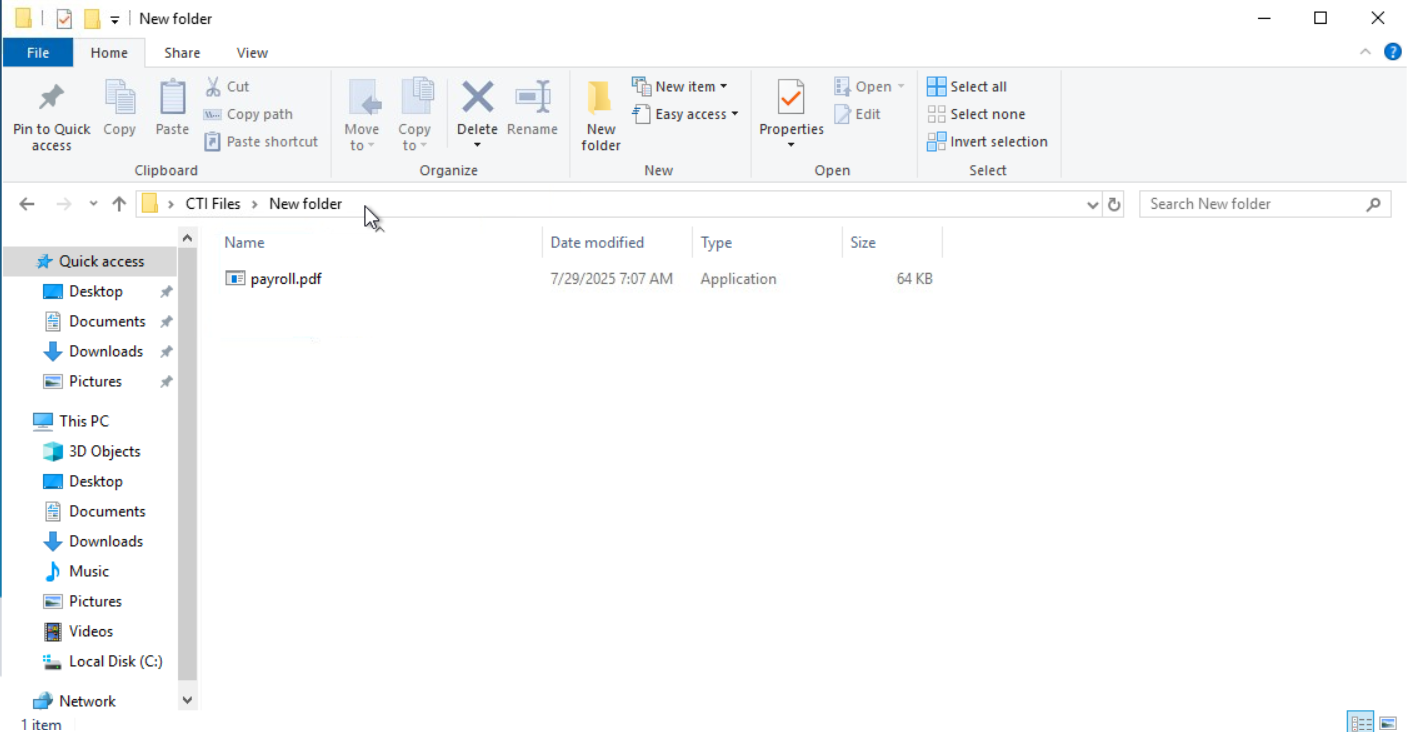 New folder
File Home Share View
Pin to Quick access
Copy
Paste
Cut
Copy path
Paste shortcut
Clipboard
Move to
Copy to
Delete
Rename
Organize
New folder
New item
Easy access
New
Properties
Open
Edit
Open
Select all
Select none
Invert selection
Select
CTI Files > New folder
Search New folder
Name Date modified Type Size
payroll.pdf 7/29/2025 7:07 AM Application 64 KB
Quick access
Desktop
Documents
Downloads
Pictures
This PC
3D Objects
Desktop
Documents
Downloads
Music
Pictures
Videos
Local Disk (C:)
Network
1 item